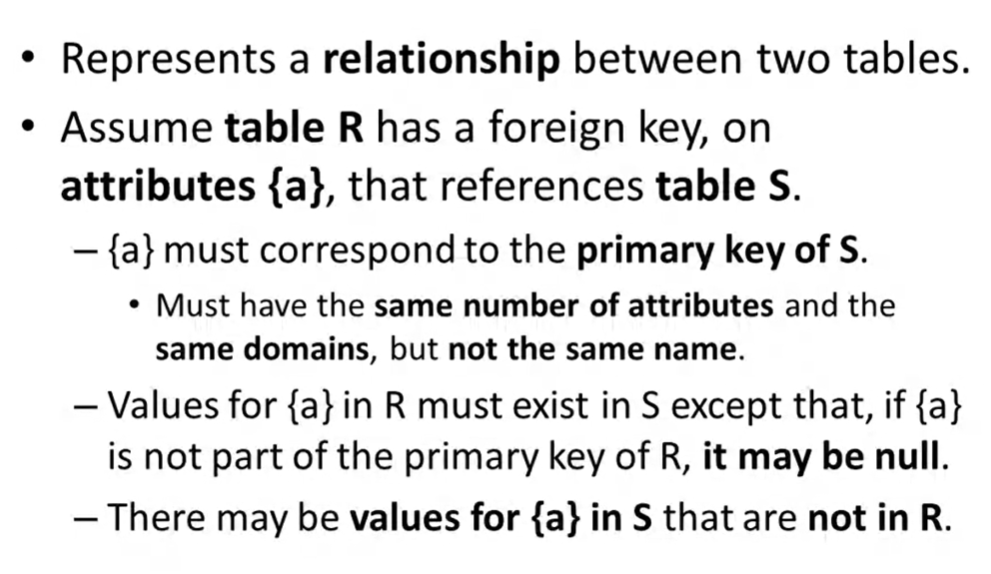 • Represents a relationship between two tables.
• Assume table R has a foreign key, on
attributes {a}, that references table S.
– {a} must correspond to the primary key of S.
• Must have the same number of attributes and the
same domains, but not the same name.
– Values for {a} in R must exist in S except that, if {a}
is not part of the primary key of R, it may be null.
– There may be values for {a} in S that are not in R.